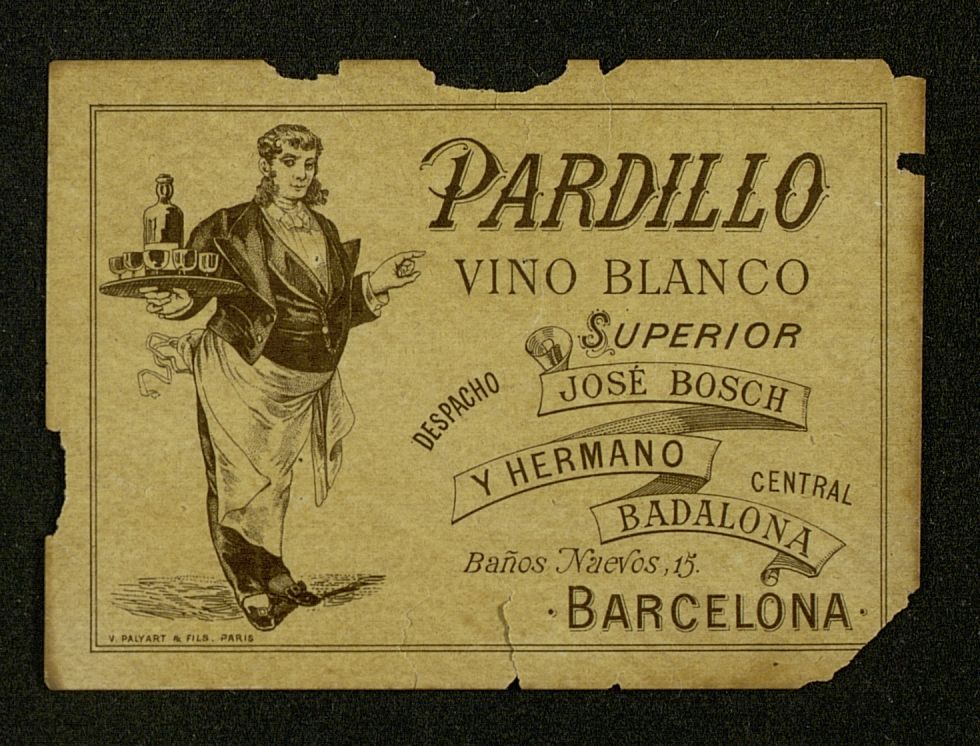 PARDILLO
VINO BLANCO
SUPERIOR
JOSÉ BOSCH
DESPACHO
Y HERMANO
CENTRAL
BADALONA
Baños Nuevos, 15.
· BARCELONA ·
V. PALYART & FILS. PARIS